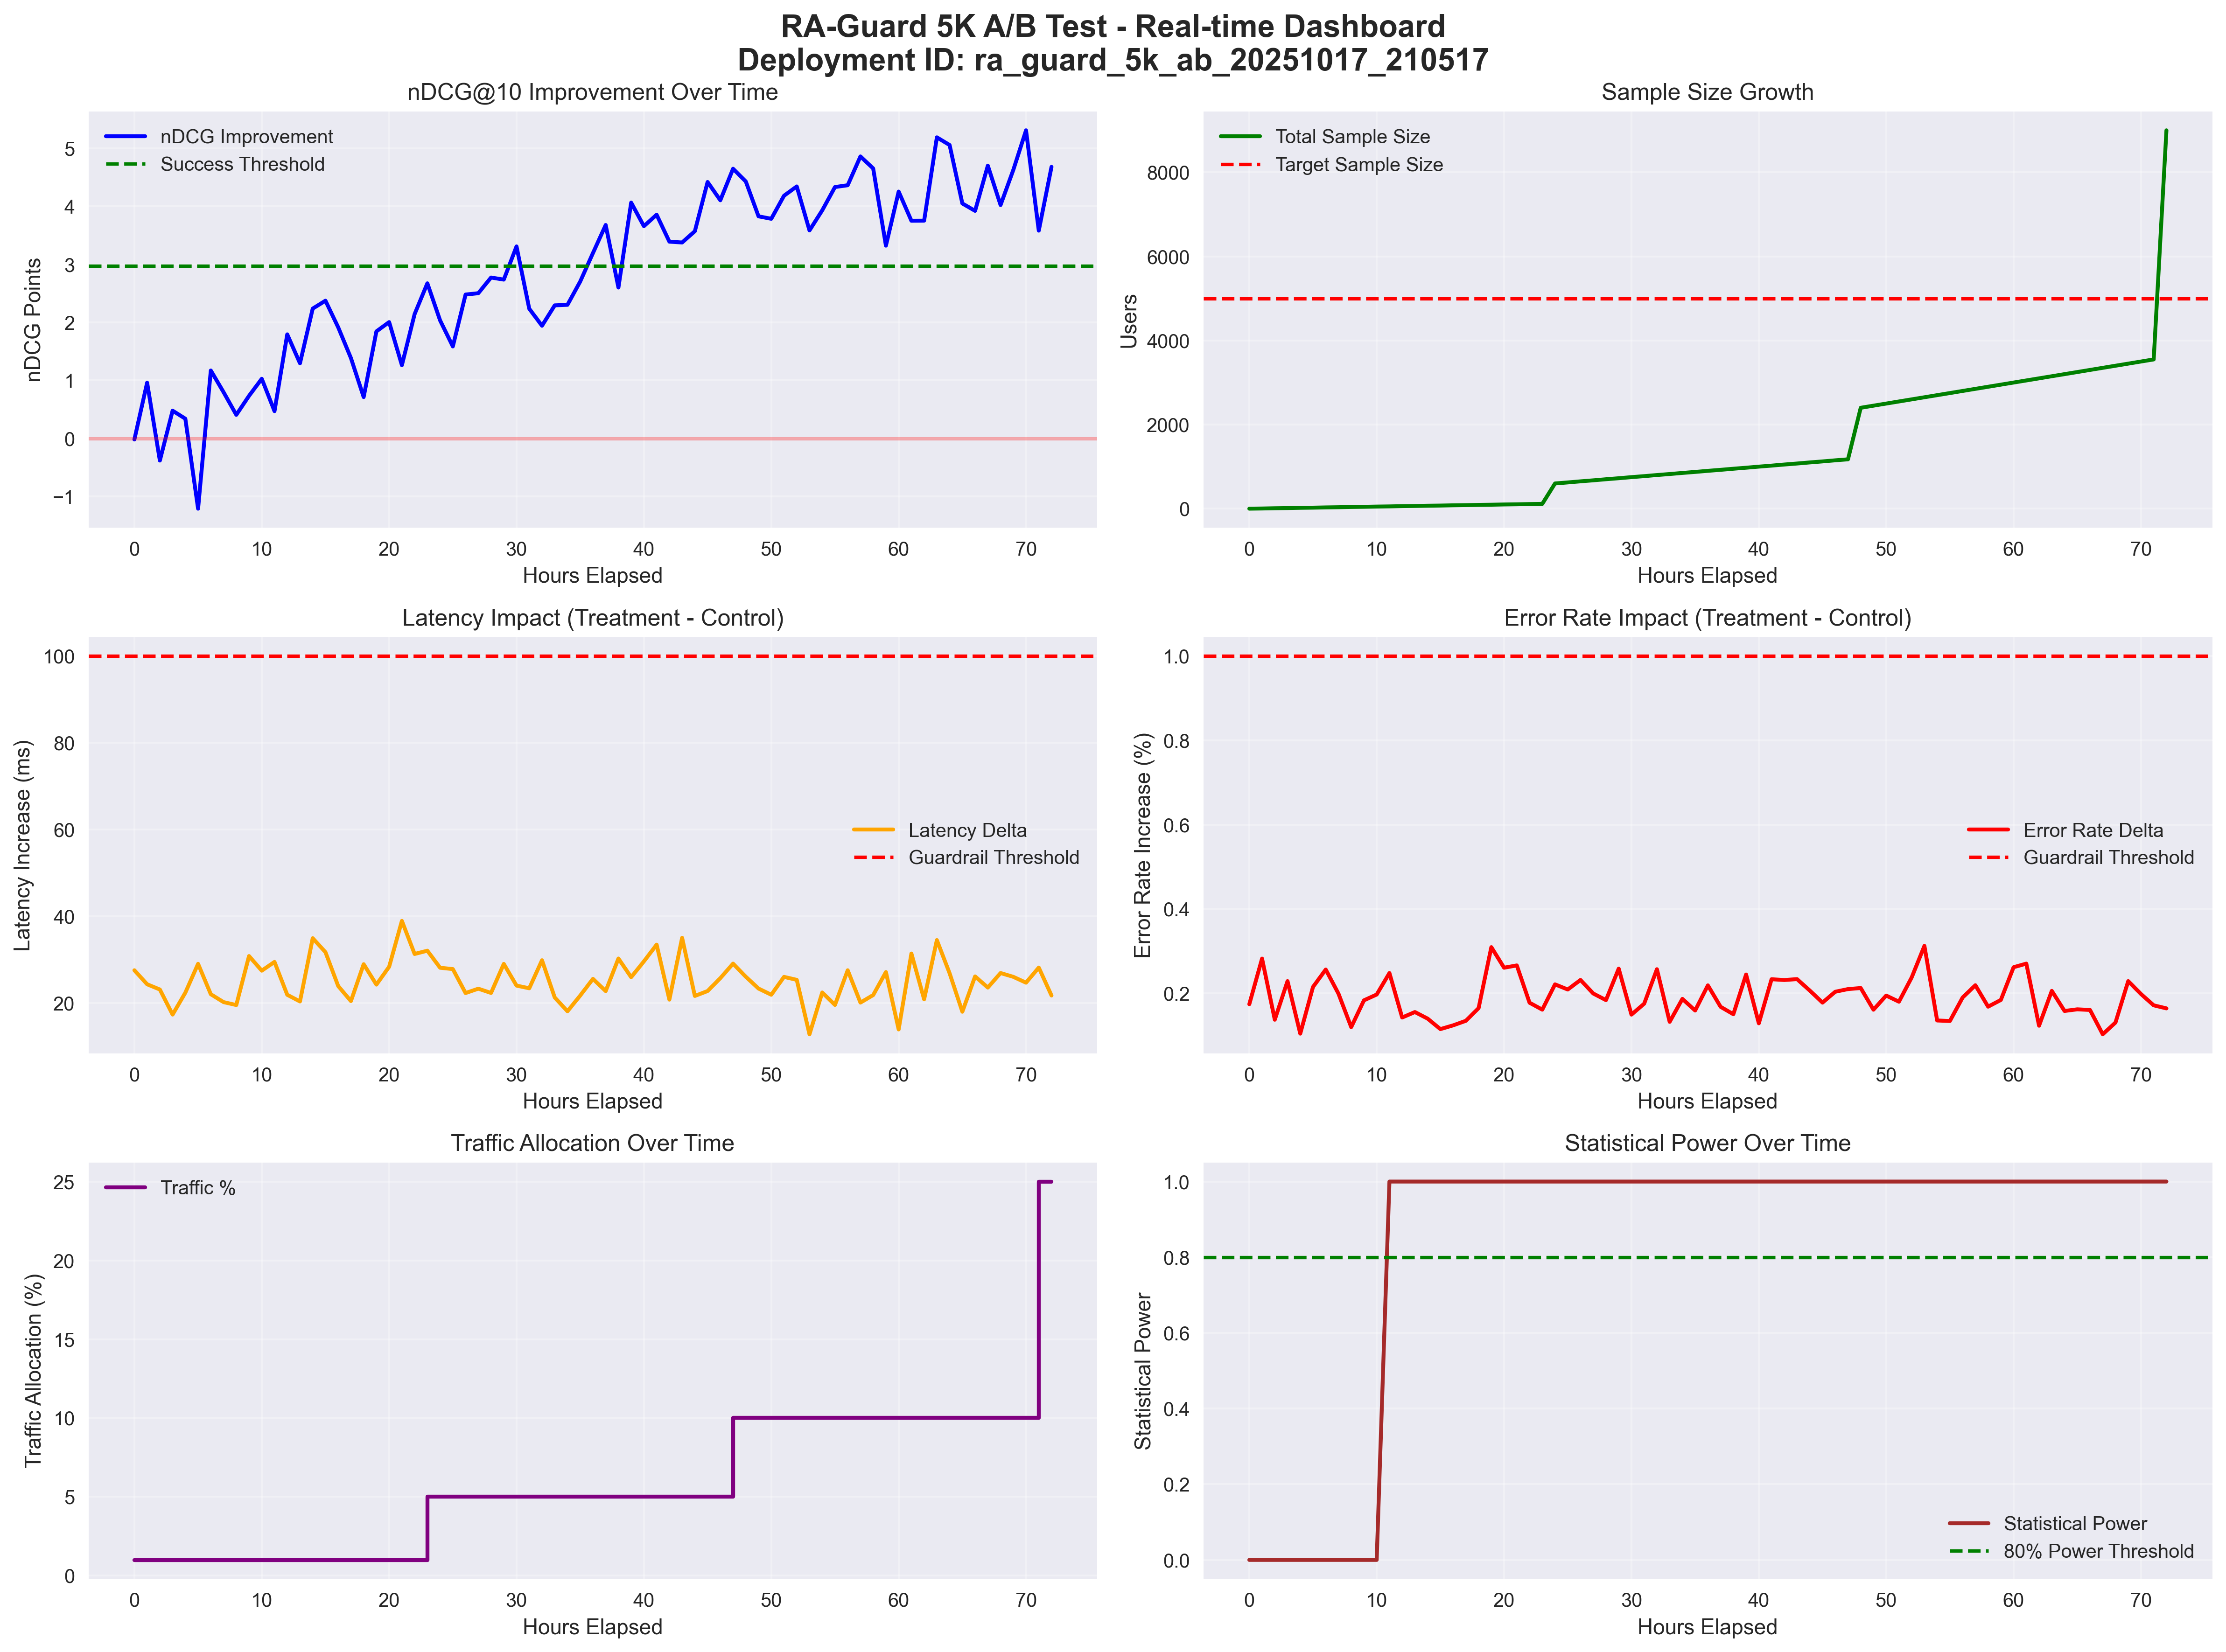 RA-Guard 5K A/B Test - Real-time Dashboard
Deployment ID: ra_guard_5k_ab_20251017_210517
nDCG@10 Improvement Over Time
nDCG Improvement
Success Threshold
5
4
3
2
1
0
−1
nDCG Points
0 10 20 30 40 50 60 70
Hours Elapsed
Sample Size Growth
Total Sample Size
Target Sample Size
8000
6000
4000
2000
0
Users
0 10 20 30 40 50 60 70
Hours Elapsed
Latency Impact (Treatment - Control)
100
80
60
40
20
Latency Increase (ms)
Latency Delta
Guardrail Threshold
0 10 20 30 40 50 60 70
Hours Elapsed
Error Rate Impact (Treatment - Control)
1.0
0.8
0.6
0.4
0.2
Error Rate Increase (%)
Error Rate Delta
Guardrail Threshold
0 10 20 30 40 50 60 70
Hours Elapsed
Traffic Allocation Over Time
Traffic %
25
20
15
10
5
0
Traffic Allocation (%)
0 10 20 30 40 50 60 70
Hours Elapsed
Statistical Power Over Time
1.0
0.8
0.6
0.4
0.2
0.0
Statistical Power
Statistical Power
80% Power Threshold
0 10 20 30 40 50 60 70
Hours Elapsed